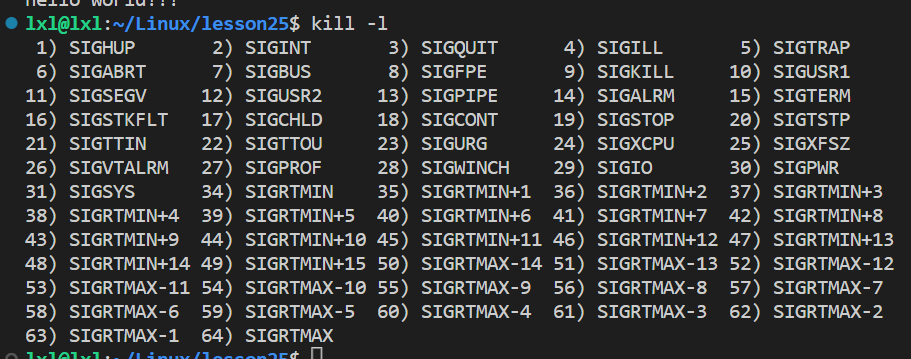 hello world!!!
lxl@lxl:~/Linux/lesson25$ kill -l
 1) SIGHUP       2) SIGINT       3) SIGQUIT      4) SIGILL       5) SIGTRAP
 6) SIGABRT      7) SIGBUS       8) SIGFPE       9) SIGKILL     10) SIGUSR1
11) SIGSEGV     12) SIGUSR2     13) SIGPIPE     14) SIGALRM     15) SIGTERM
16) SIGSTKFLT   17) SIGCHLD     18) SIGCONT     19) SIGSTOP     20) SIGTSTP
21) SIGTTIN     22) SIGTTOU     23) SIGURG      24) SIGXCPU     25) SIGXFSZ
26) SIGVTALRM   27) SIGPROF     28) SIGWINCH    29) SIGIO       30) SIGPWR
31) SIGSYS      34) SIGRTMIN    35) SIGRTMIN+1  36) SIGRTMIN+2  37) SIGRTMIN+3
38) SIGRTMIN+4  39) SIGRTMIN+5  40) SIGRTMIN+6  41) SIGRTMIN+7  42) SIGRTMIN+8
43) SIGRTMIN+9  44) SIGRTMIN+10 45) SIGRTMIN+11 46) SIGRTMIN+12 47) SIGRTMIN+13
48) SIGRTMIN+14 49) SIGRTMIN+15 50) SIGRTMAX-14 51) SIGRTMAX-13 52) SIGRTMAX-12
53) SIGRTMAX-11 54) SIGRTMAX-10 55) SIGRTMAX-9  56) SIGRTMAX-8  57) SIGRTMAX-7
58) SIGRTMAX-6  59) SIGRTMAX-5  60) SIGRTMAX-4  61) SIGRTMAX-3  62) SIGRTMAX-2
63) SIGRTMAX-1  64) SIGRTMAX
lxl@lxl:~/Linux/lesson25$